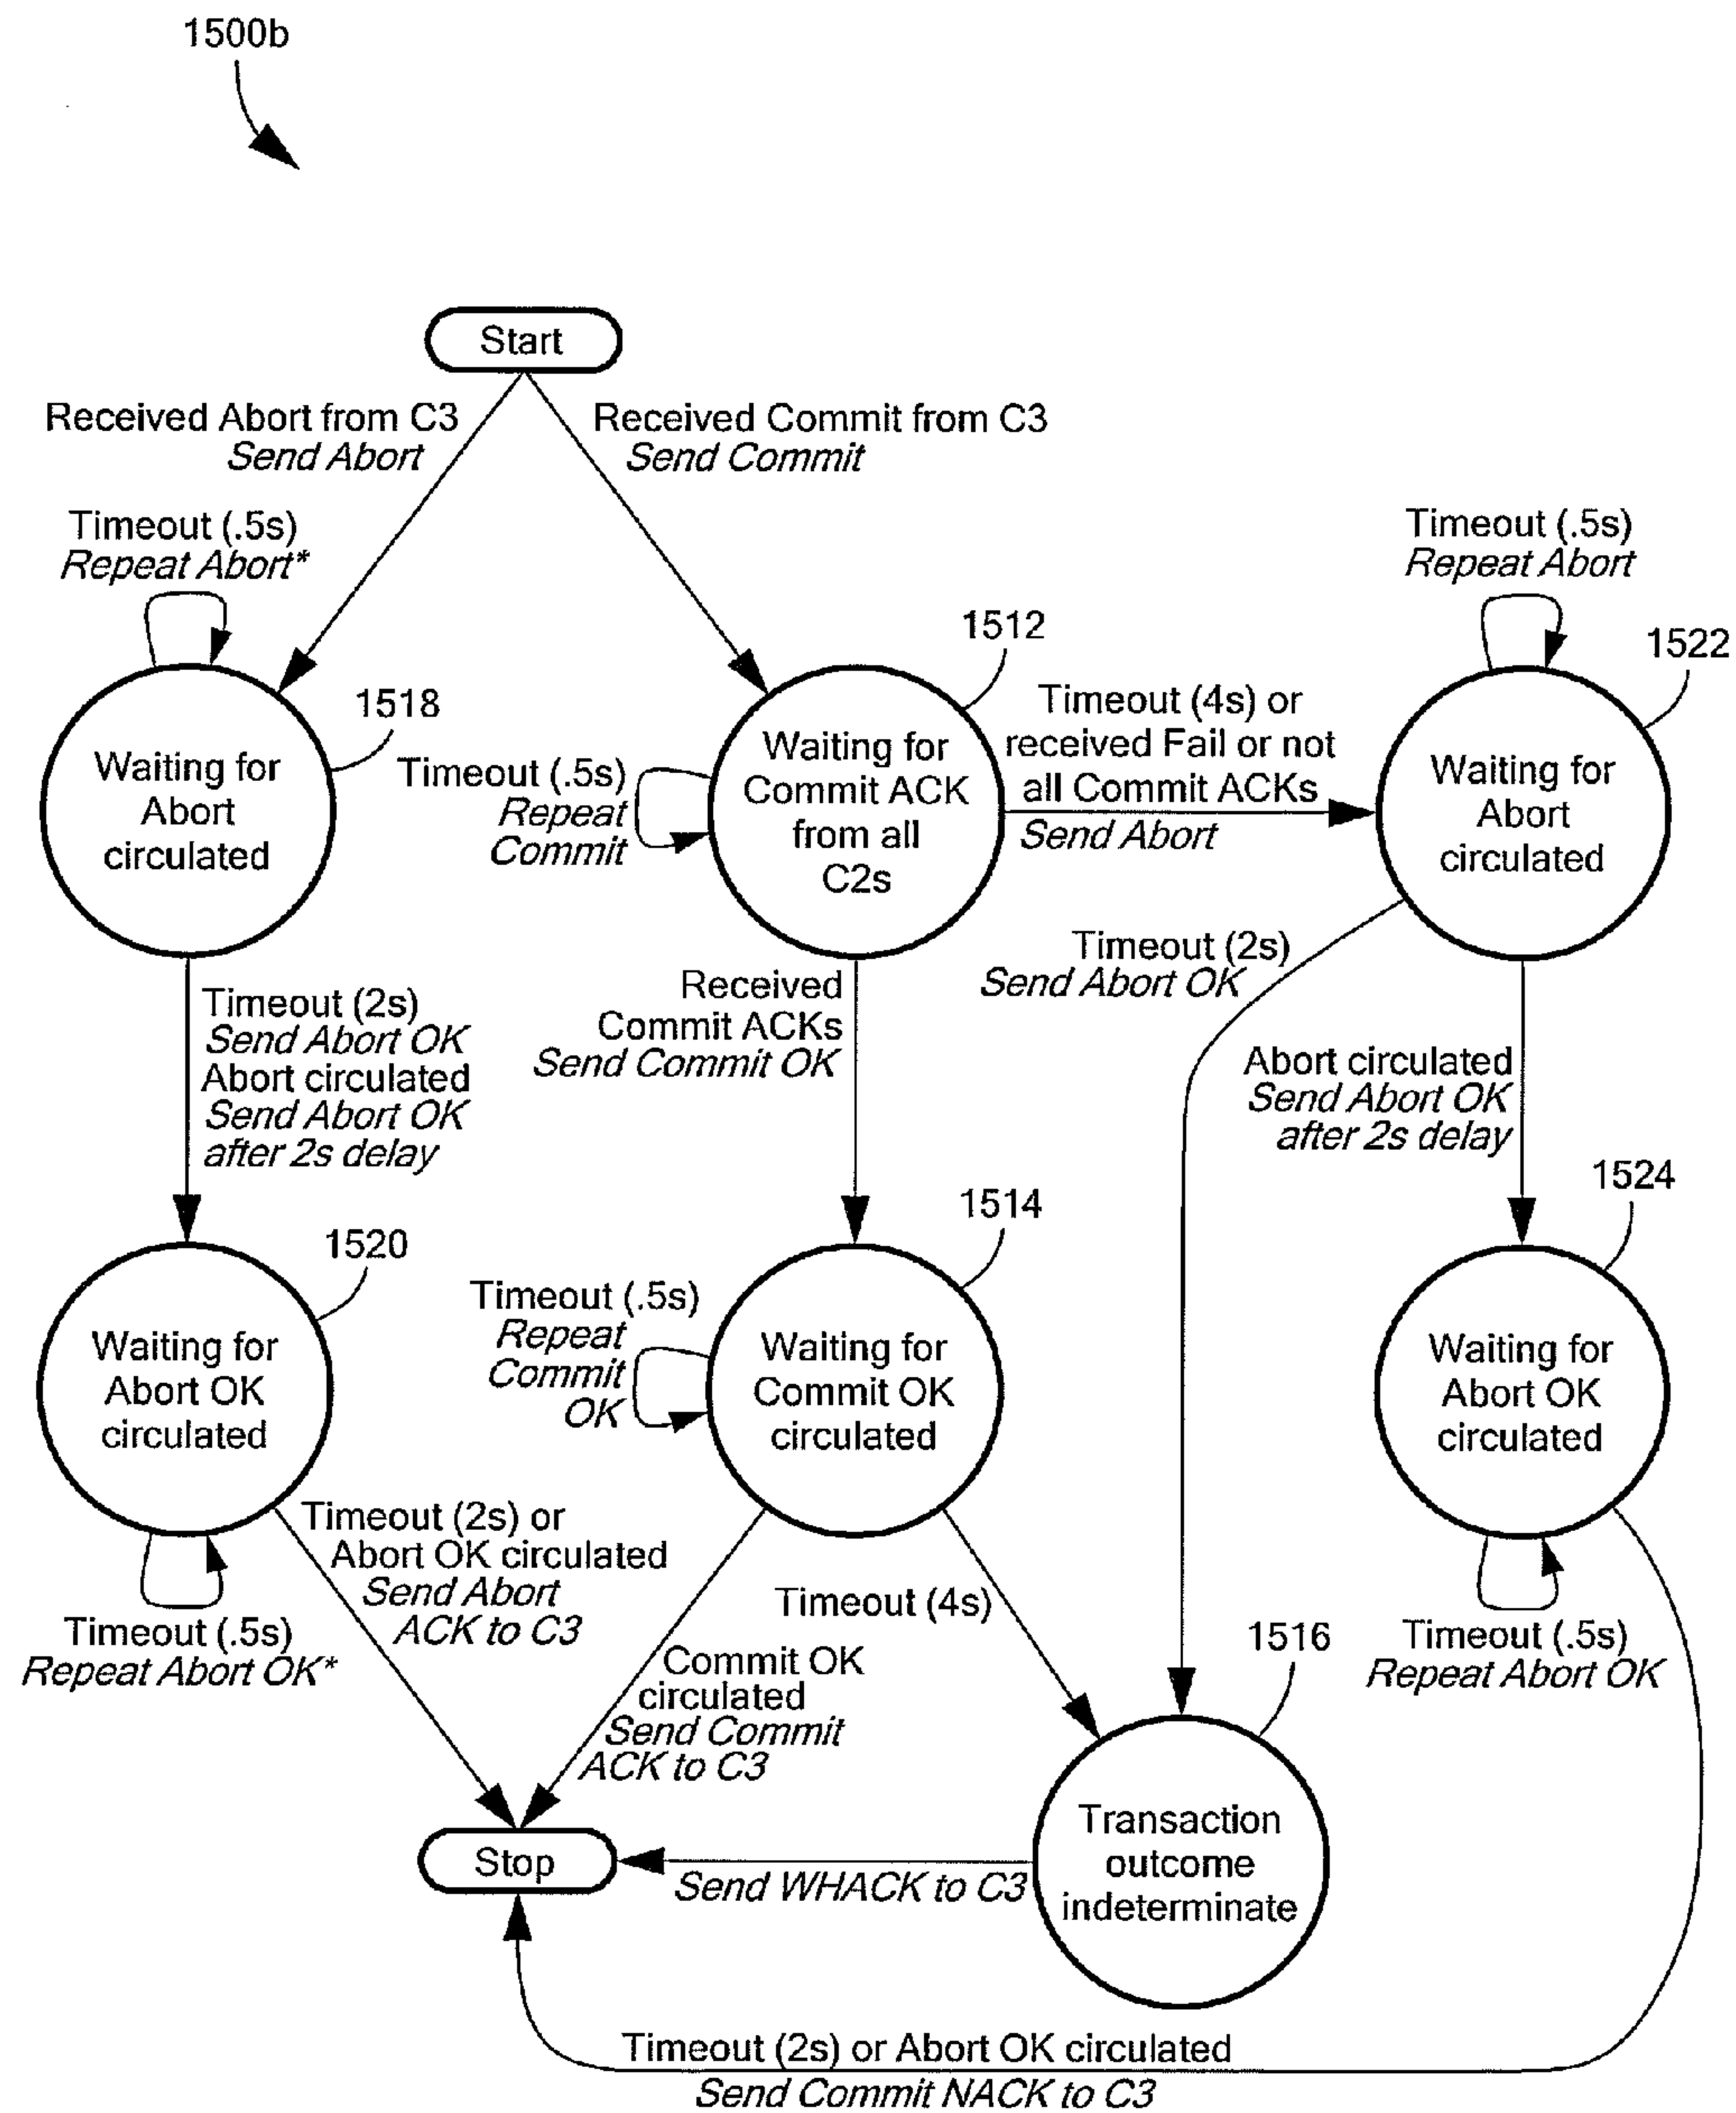 1500b
Start
Received Abort from C3
Send Abort
Received Commit from C3
Send Commit
Timeout (.5s)
Repeat Abort*
1518
Waiting for
Abort
circulated
1512
Timeout (.5s)
Repeat
Commit
Waiting for
Commit ACK
from all
C2s
Timeout (4s) or
received Fail or not
all Commit ACKs
Send Abort
Timeout (.5s)
Repeat Abort
1522
Waiting for
Abort
circulated
Timeout (2s)
Send Abort OK
Abort circulated
Send Abort OK
after 2s delay
Received
Commit ACKs
Send Commit OK
Timeout (2s)
Send Abort OK
Abort circulated
Send Abort OK
after 2s delay
1520
Waiting for
Abort OK
circulated
1514
Timeout (.5s)
Repeat
Commit
OK
Waiting for
Commit OK
circulated
1524
Waiting for
Abort OK
circulated
Timeout (.5s)
Repeat Abort OK*
Timeout (2s) or
Abort OK circulated
Send Abort
ACK to C3
Commit OK
circulated
Send Commit
ACK to C3
Timeout (4s)
1516
Timeout (.5s)
Repeat Abort OK
Transaction
outcome
indeterminate
Stop
Send WHACK to C3
Timeout (2s) or Abort OK circulated
Send Commit NACK to C3